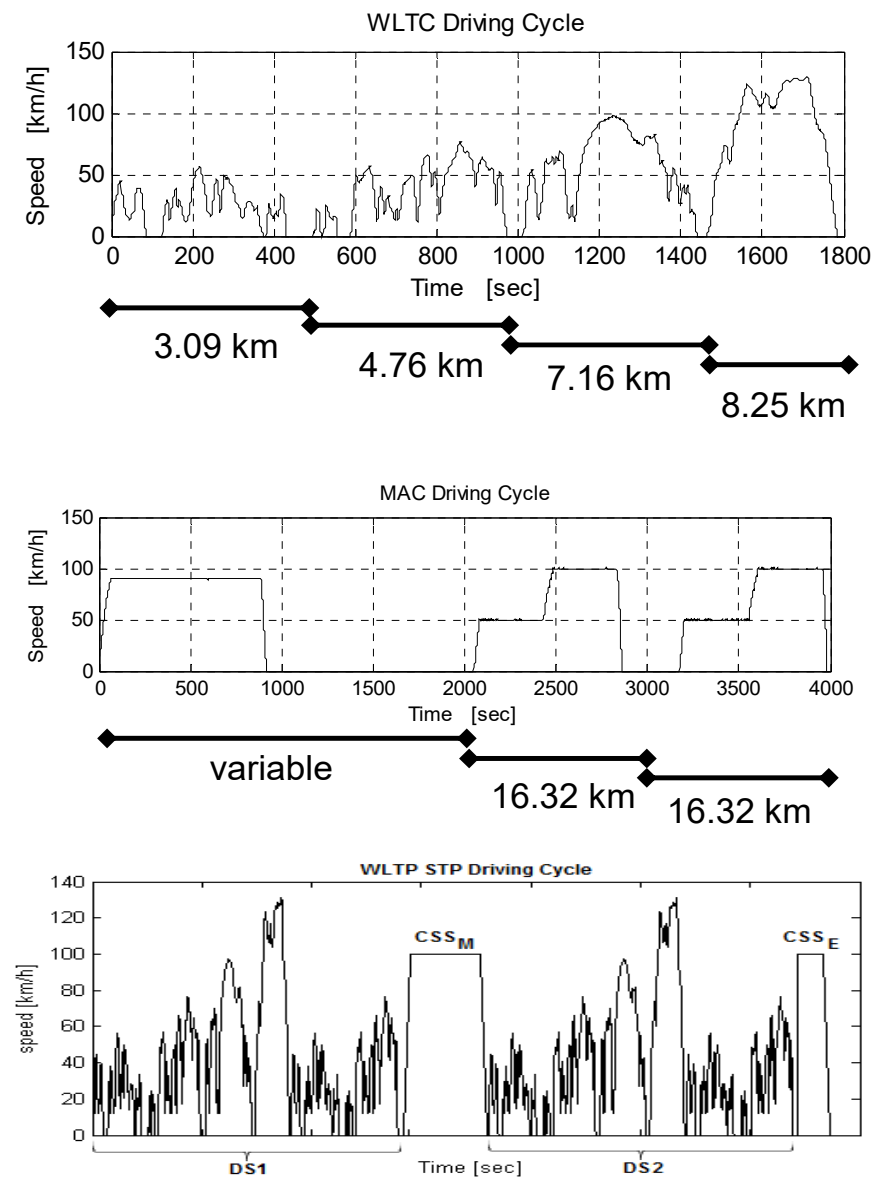 WLTC Driving Cycle
150
100
50
0
Speed [km/h]
0 200 400 600 800 1000 1200 1400 1600 1800
Time [sec]
3.09 km
4.76 km
7.16 km
8.25 km
MAC Driving Cycle
150
100
50
0
Speed [km/h]
0 500 1000 1500 2000 2500 3000 3500 4000
Time [sec]
variable
16.32 km
16.32 km
WLTP STP Driving Cycle
140
120
100
80
60
40
20
0
speed [km/h]
CSS_M
CSS_E
DS1
Time [sec]
DS2